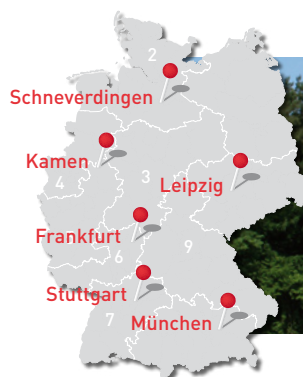 2
Schneverdingen
Kamen
4
3
Leipzig
Frankfurt
9
6
Stuttgart
7
München